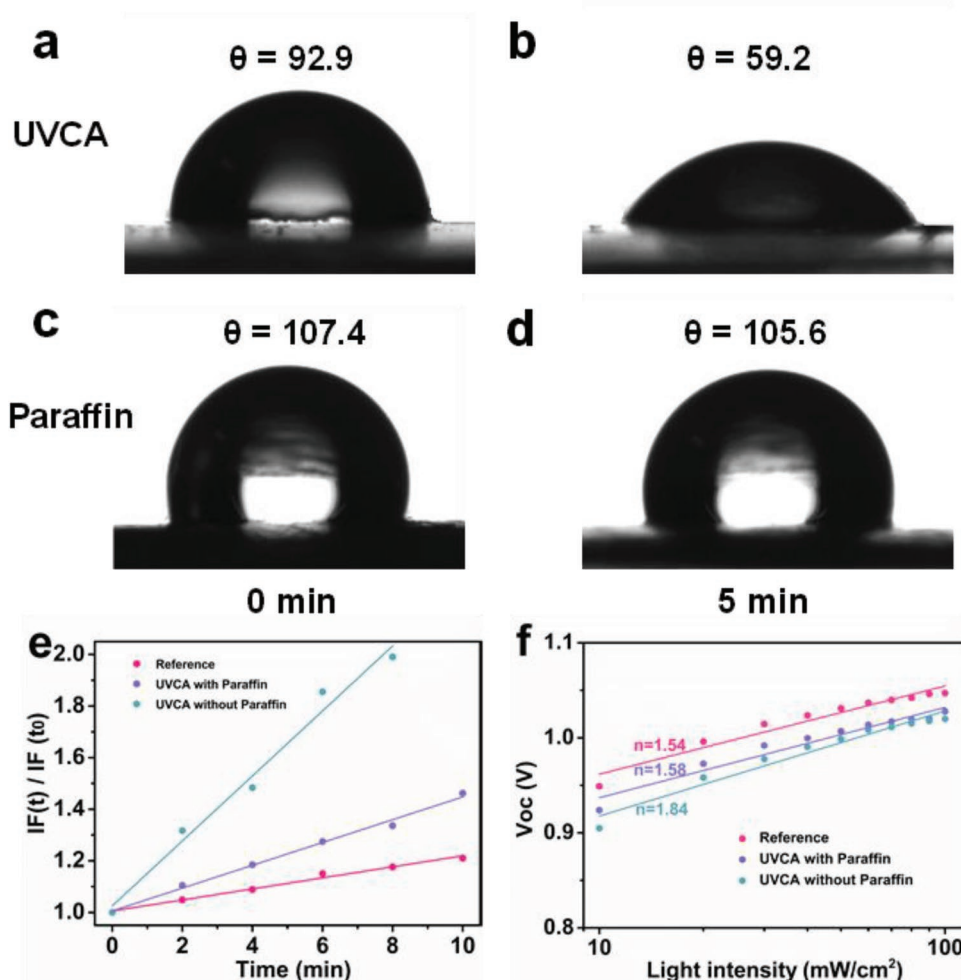 a
θ = 92.9
b
θ = 59.2
UVCA
c
θ = 107.4
d
θ = 105.6
Paraffin
0 min
5 min
e
IF(t) / IF (t0)
2.0
1.8
1.6
1.4
1.2
1.0
Reference
UVCA with Paraffin
UVCA without Paraffin
0 2 4 6 8 10
Time (min)
f
Voc (V)
1.1
1.0
0.9
0.8
n=1.54
n=1.58
n=1.84
Reference
UVCA with Paraffin
UVCA without Paraffin
10 100
Light intensity (mW/cm²)